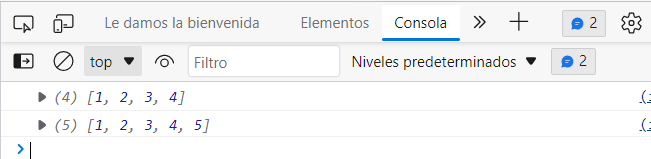 Le damos la bienvenida Elementos Consola 2
top Filtro Niveles predeterminados 2
(4) [1, 2, 3, 4]
(5) [1, 2, 3, 4, 5]